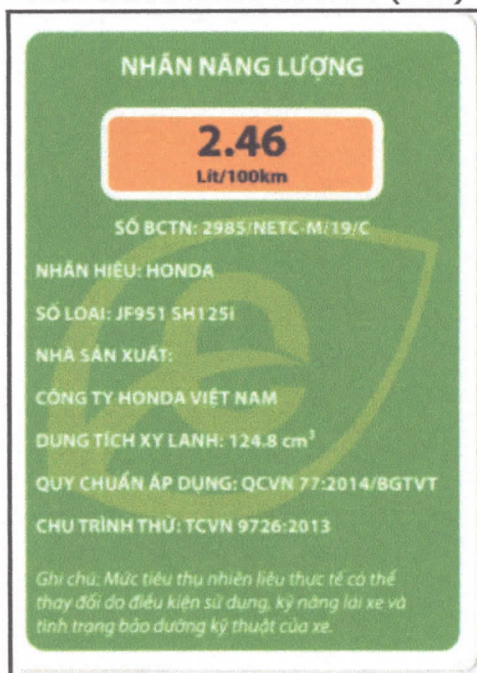 NHÃN NĂNG LƯỢNG
2.46
Lít/100km
SỐ BCTN: 2985/NETC-M/19/C
NHÃN HIỆU: HONDA
SỐ LOẠI: JF951 SH125i
NHÀ SẢN XUẤT:
CÔNG TY HONDA VIỆT NAM
DUNG TÍCH XY LANH: 124.8 cm³
QUY CHUẨN ÁP DỤNG: QCVN 77:2014/BGTVT
CHU TRÌNH THỬ: TCVN 9726:2013
Ghi chú: Mức tiêu thụ nhiên liệu thực tế có thể
thay đổi do điều kiện sử dụng, kỹ năng lái xe và
tình trạng bảo dưỡng kỹ thuật của xe.